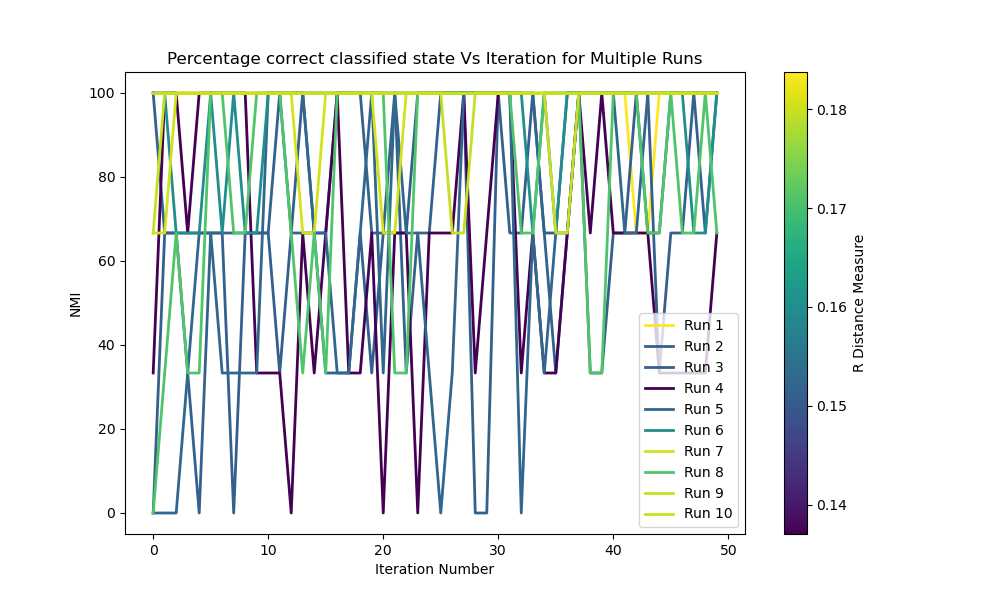 Percentage correct classified state Vs Iteration for Multiple Runs
NMI
100
80
60
40
20
0
0 10 20 30 40 50
Iteration Number
Run 1
Run 2
Run 3
Run 4
Run 5
Run 6
Run 7
Run 8
Run 9
Run 10
0.18
0.17
0.16
0.15
0.14
R Distance Measure